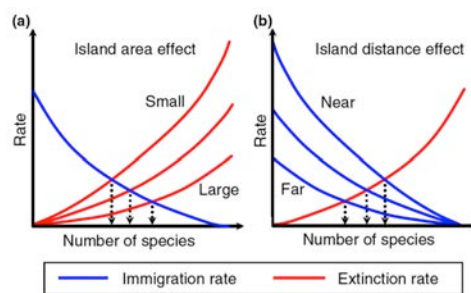 (a)
Island area effect
Small
Large
Rate
Number of species
(b)
Island distance effect
Near
Far
Rate
Number of species
Immigration rate
Extinction rate